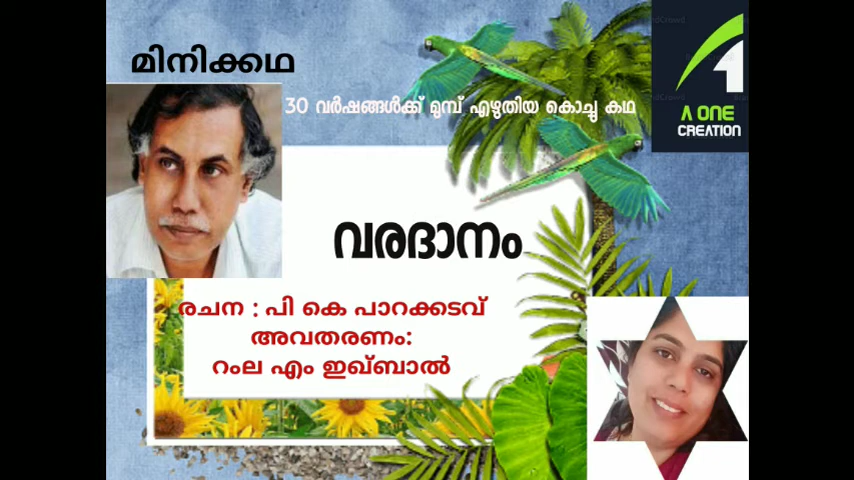 മിനിക്കഥ
30 വർഷങ്ങൾക്ക് മുമ്പ് എഴുതിയ കൊച്ചു കഥ
A ONE
CREATION
വരദാനം
രചന : പി കെ പാറക്കടവ്
അവതരണം:
റംല എം ഇഖ്ബാൽ